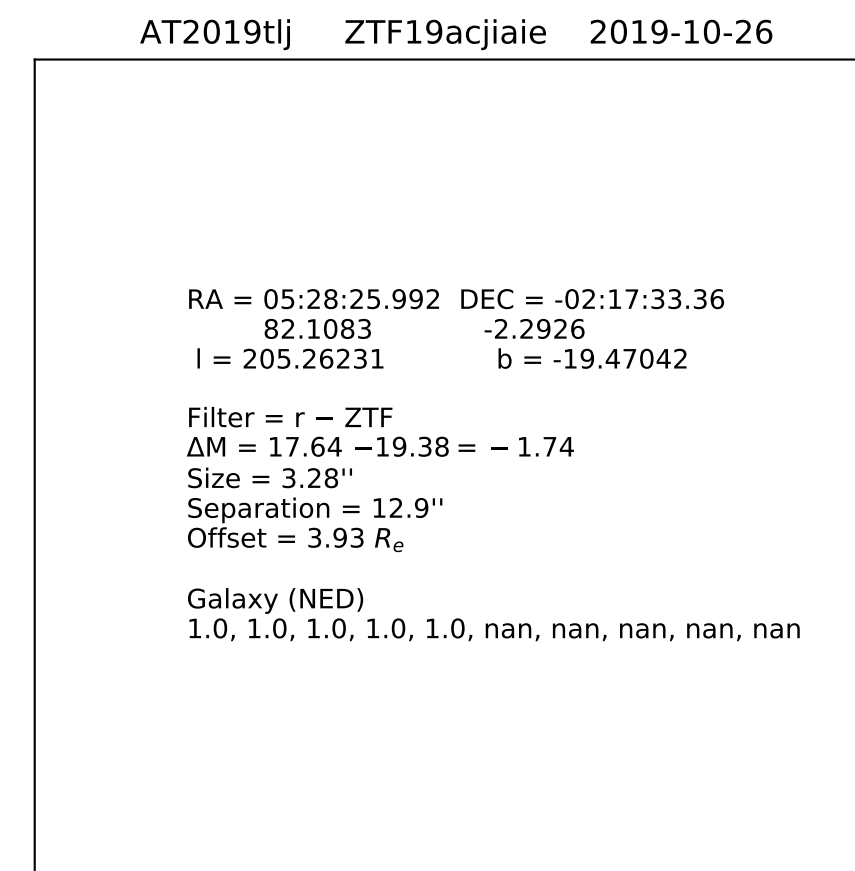 AT2019tlj ZTF19acjiaie 2019-10-26
RA = 05:28:25.992 DEC = -02:17:33.36
82.1083 -2.2926
l = 205.26231 b = -19.47042
Filter = r − ZTF
ΔM = 17.64 −19.38 = − 1.74
Size = 3.28''
Separation = 12.9''
Offset = 3.93 Rₑ
Galaxy (NED)
1.0, 1.0, 1.0, 1.0, 1.0, nan, nan, nan, nan, nan